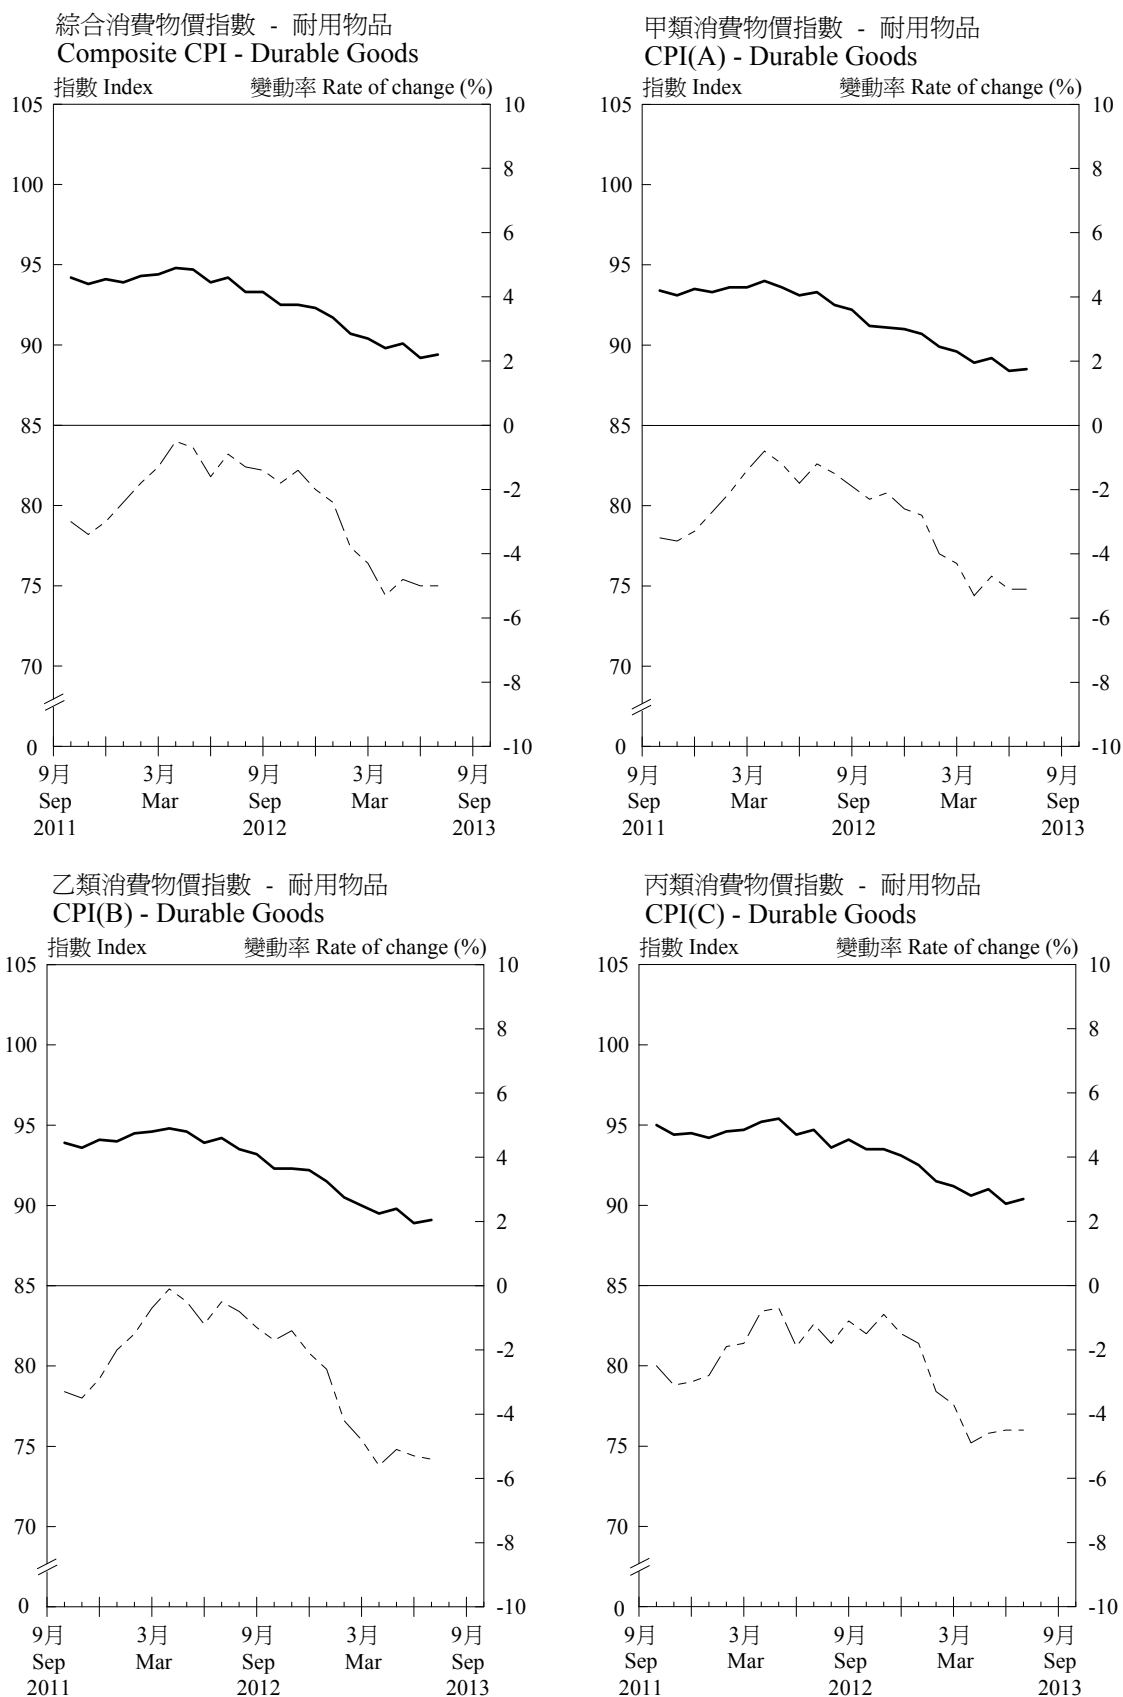 綜合消費物價指數 - 耐用物品
Composite CPI - Durable Goods
指數 Index 變動率 Rate of change (%)
105 10
8
100
6
95
4
90
2
85 0
80
-2
-4
75
-6
70
-8
0 -10
9月 3月 9月 3月 9月
Sep Mar Sep Mar Sep
2011 2012 2013
甲類消費物價指數 - 耐用物品
CPI(A) - Durable Goods
指數 Index 變動率 Rate of change (%)
105 10
8
100
6
95
4
90
2
85 0
80
-2
-4
75
-6
70
-8
0 -10
9月 3月 9月 3月 9月
Sep Mar Sep Mar Sep
2011 2012 2013
乙類消費物價指數 - 耐用物品
CPI(B) - Durable Goods
指數 Index 變動率 Rate of change (%)
105 10
8
100
6
95
4
90
2
85 0
80
-2
-4
75
-6
70
-8
0 -10
9月 3月 9月 3月 9月
Sep Mar Sep Mar Sep
2011 2012 2013
丙類消費物價指數 - 耐用物品
CPI(C) - Durable Goods
指數 Index 變動率 Rate of change (%)
105 10
8
100
6
95
4
90
2
85 0
80
-2
-4
75
-6
70
-8
0 -10
9月 3月 9月 3月 9月
Sep Mar Sep Mar Sep
2011 2012 2013